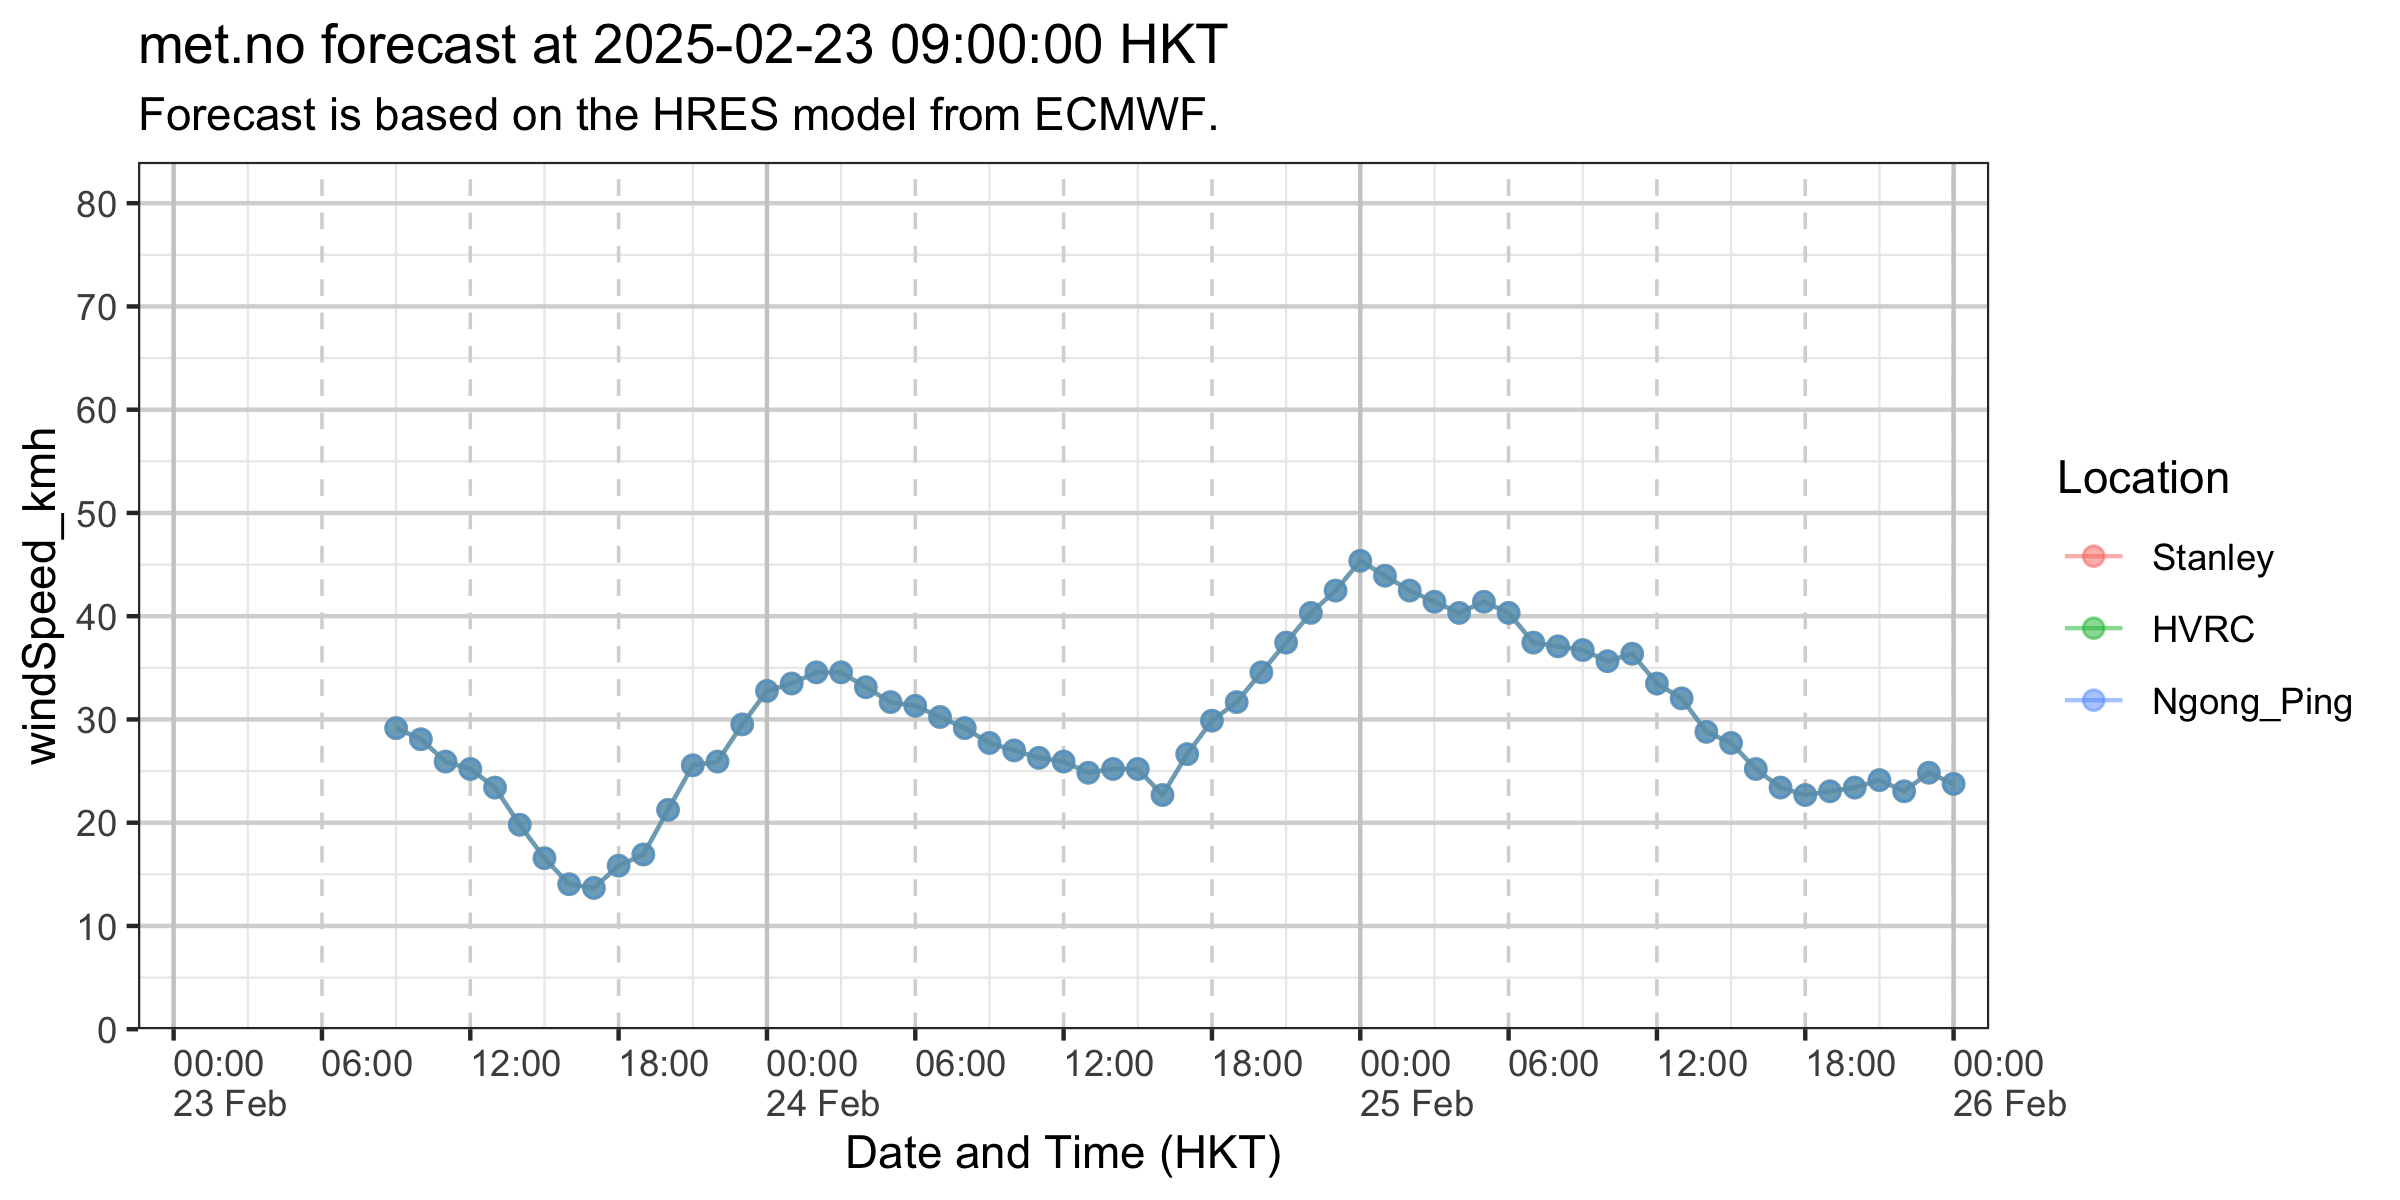 met.no forecast at 2025-02-23 09:00:00 HKT
Forecast is based on the HRES model from ECMWF.
windSpeed_kmh
80
70
60
50
40
30
20
10
0
00:00 06:00 12:00 18:00 00:00 06:00 12:00 18:00 00:00 06:00 12:00 18:00 00:00
23 Feb 24 Feb 25 Feb 26 Feb
Date and Time (HKT)
Location
Stanley
HVRC
Ngong_Ping